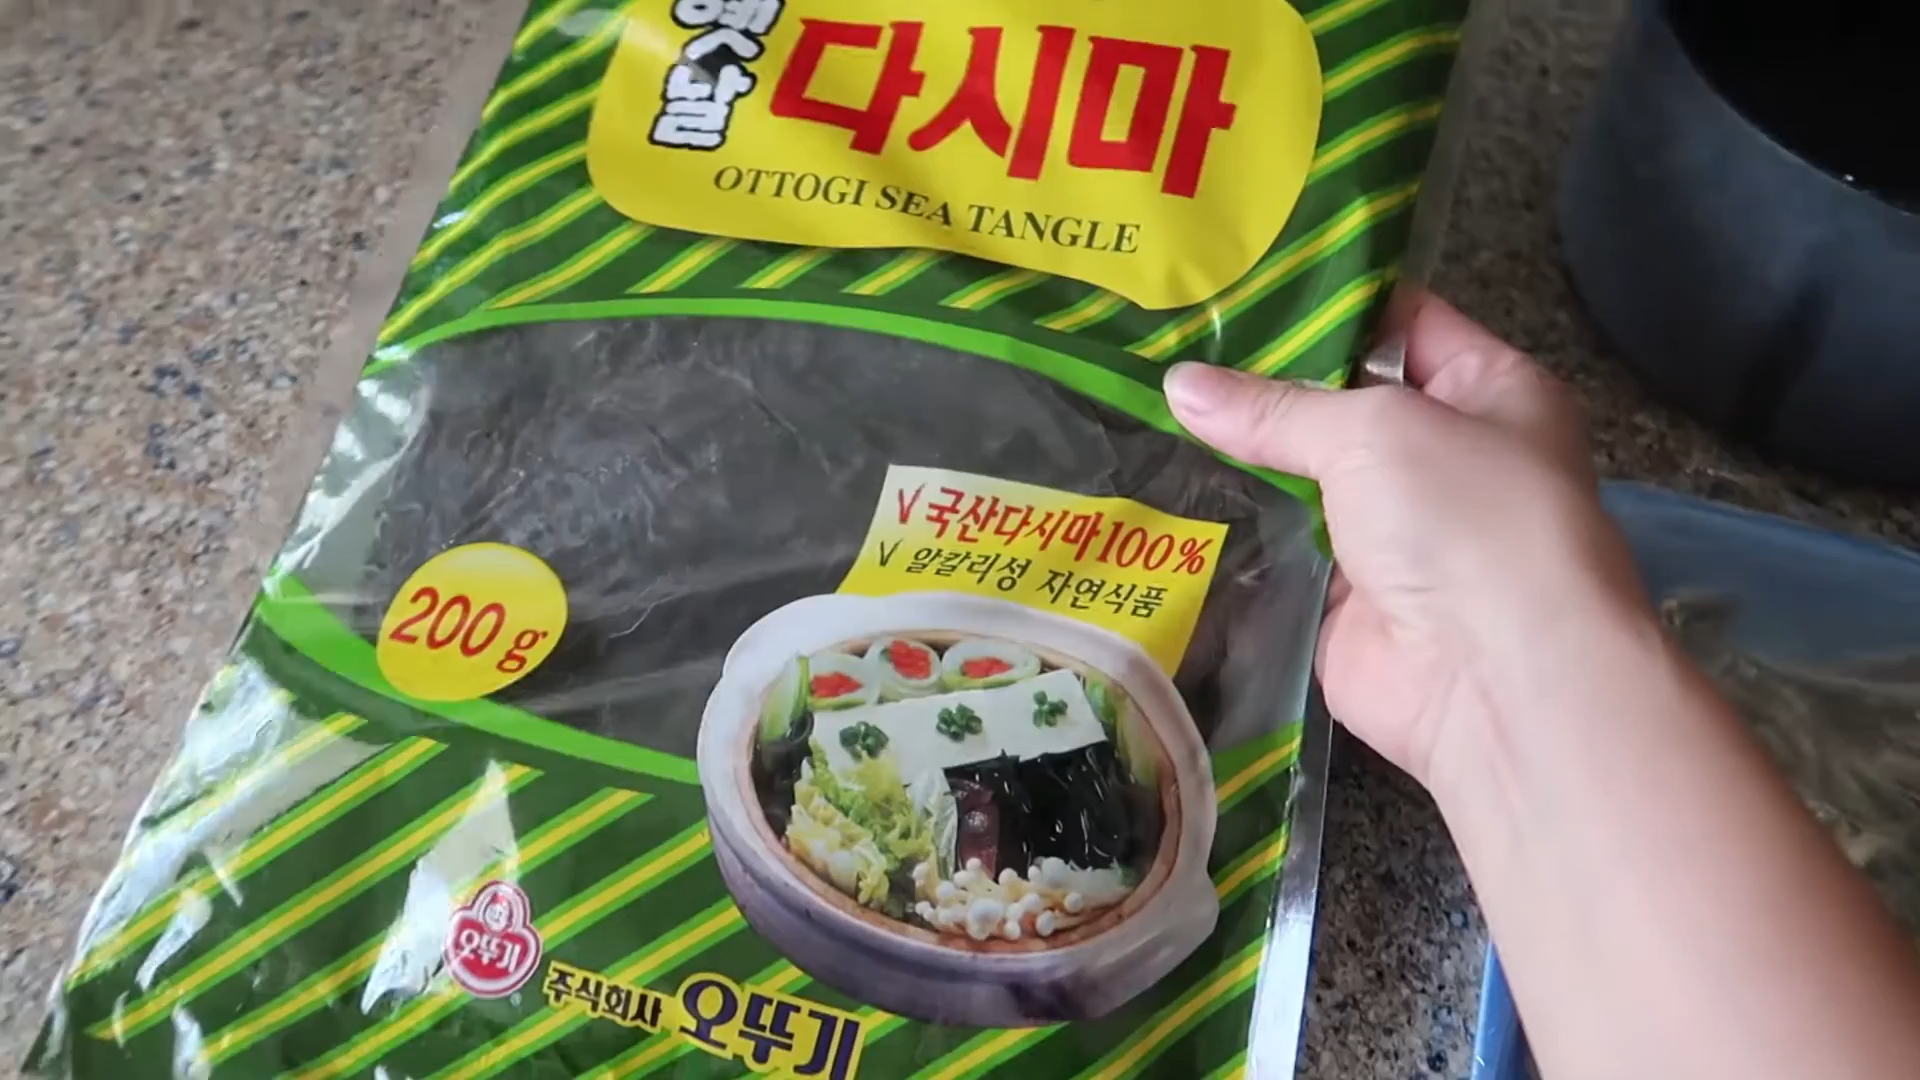 옛날
다시마
OTTOGI SEA TANGLE
√ 국산다시마100%
√ 알칼리성 자연식품
200g
오뚜기
주식회사 오뚜기